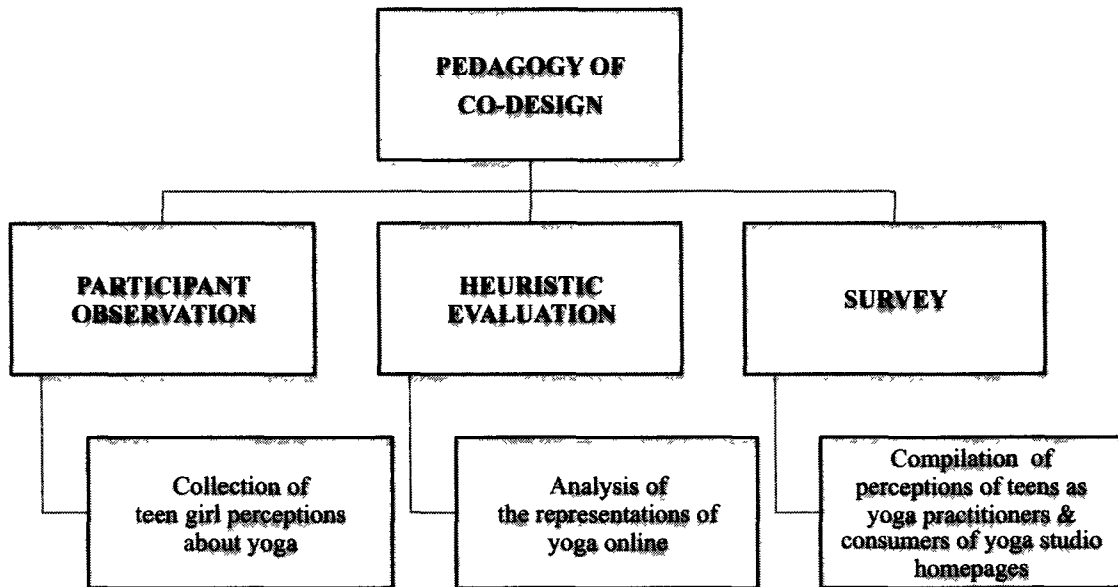 PEDAGOGY OF
CO-DESIGN
PARTICIPANT
OBSERVATION
HEURISTIC
EVALUATION
SURVEY
Collection of
teen girl perceptions
about yoga
Analysis of
the representations of
yoga online
Compilation of
perceptions of teens as
yoga practitioners &
consumers of yoga studio
homepages